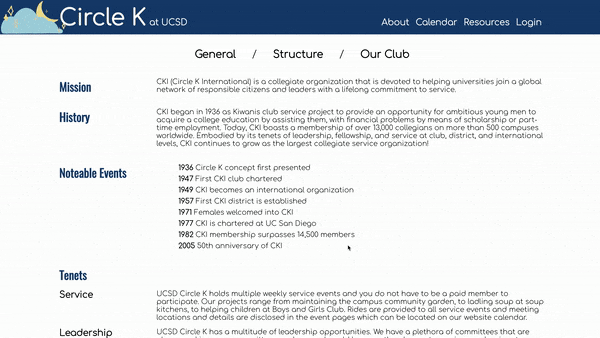 Circle K at UCSD
About Calendar Resources Login
General / Structure / Our Club
Mission
CKI (Circle K International) is a collegiate organization that is devoted to helping universities join a global
network of responsible citizens and leaders with a lifelong commitment to service.
History
CKI began in 1936 as Kiwanis club service project to provide an opportunity for ambitious young men to
acquire a college education by assisting them, with financial problems by means of scholarship or part-
time employment. Today, CKI boasts a membership of over 13,000 collegians on more than 500 campuses
worldwide. Embodied by its tenets of leadership, fellowship, and service at club, district, and international
levels, CKI continues to grow as the largest collegiate service organization!
Noteable Events
1936 Circle K concept first presented
1947 First CKI club chartered
1949 CKI becomes an international organization
1957 First CKI district is established
1971 Females welcomed into CKI
1977 CKI is chartered at UC San Diego
1982 CKI membership surpasses 14,500 members
2005 50th anniversary of CKI
Tenets
Service
UCSD Circle K holds multiple weekly service events and you do not have to be a paid member to
participate. Our projects range from maintaining the campus community garden, to ladling soup at soup
kitchens, to helping children at Boys and Girls Club. Rides are provided to all service events and meeting
locations and details are disclosed in the event pages which can be located on our website calendar.
Leadership
UCSD Circle K has a multitude of leadership opportunities. We have a plethora of committees that are